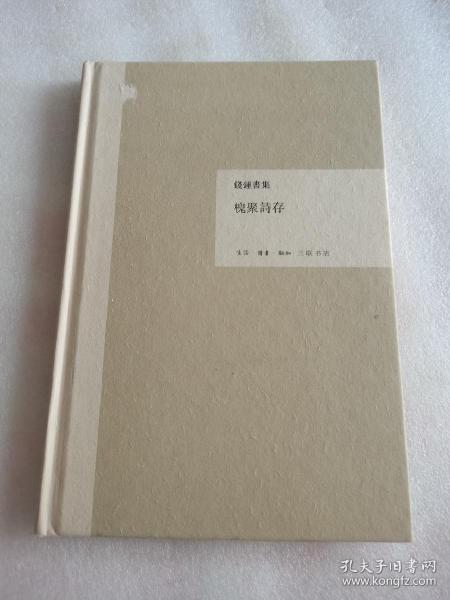 錢鍾書集
槐聚詩存
生活 讀書 新知 三联书店
孔夫子旧书网
www.kongfz.com